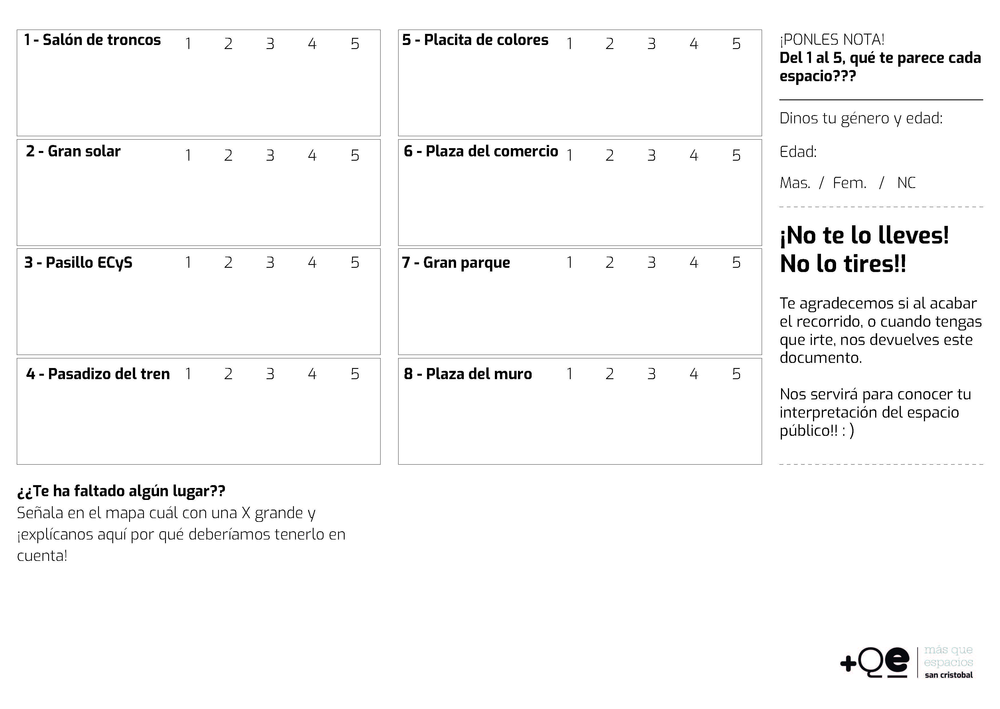 1 - Salón de troncos 1 2 3 4 5
2 - Gran solar 1 2 3 4 5
3 - Pasillo ECyS 1 2 3 4 5
4 - Pasadizo del tren 1 2 3 4 5
5 - Placita de colores 1 2 3 4 5
6 - Plaza del comercio 1 2 3 4 5
7 - Gran parque 1 2 3 4 5
8 - Plaza del muro 1 2 3 4 5
¡PONLES NOTA!
Del 1 al 5, qué te parece cada
espacio???
Dinos tu género y edad:
Edad:
Mas. / Fem. / NC
¡No te lo lleves!
No lo tires!!
Te agradecemos si al acabar
el recorrido, o cuando tengas
que irte, nos devuelves este
documento.
Nos servirá para conocer tu
interpretación del espacio
público!! : )
¿¿Te ha faltado algún lugar??
Señala en el mapa cuál con una X grande y
¡explícanos aquí por qué deberíamos tenerlo en
cuenta!
+Qe
más que
espacios
san cristobal